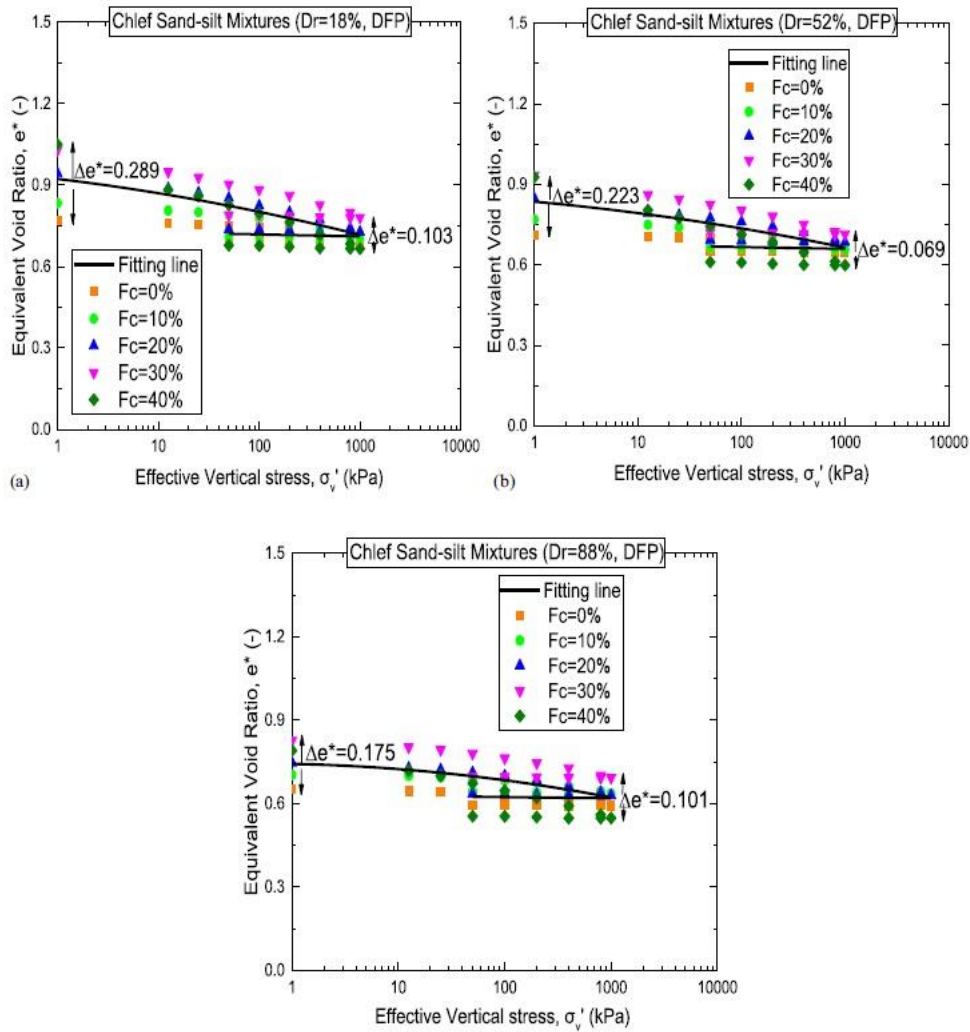 Chlef Sand-silt Mixtures (Dr=18%, DFP)
1.5
1.2
0.9
0.6
0.3
0.0
Equivalent Void Ratio, e* (-)
Δe*=0.289
Δe*=0.103
Fitting line
Fc=0%
Fc=10%
Fc=20%
Fc=30%
Fc=40%
1 10 100 1000 10000
Effective Vertical stress, σv' (kPa)
(a)
Chlef Sand-silt Mixtures (Dr=52%, DFP)
1.5
1.2
0.9
0.6
0.3
0.0
Equivalent Void Ratio, e* (-)
Fitting line
Fc=0%
Fc=10%
Fc=20%
Fc=30%
Fc=40%
Δe*=0.223
Δe*=0.069
1 10 100 1000 10000
Effective Vertical stress, σv' (kPa)
(b)
Chlef Sand-silt Mixtures (Dr=88%, DFP)
1.5
1.2
0.9
0.6
0.3
0.0
Equivalent Void Ratio, e* (-)
Fitting line
Fc=0%
Fc=10%
Fc=20%
Fc=30%
Fc=40%
Δe*=0.175
Δe*=0.101
1 10 100 1000 10000
Effective Vertical stress, σv' (kPa)